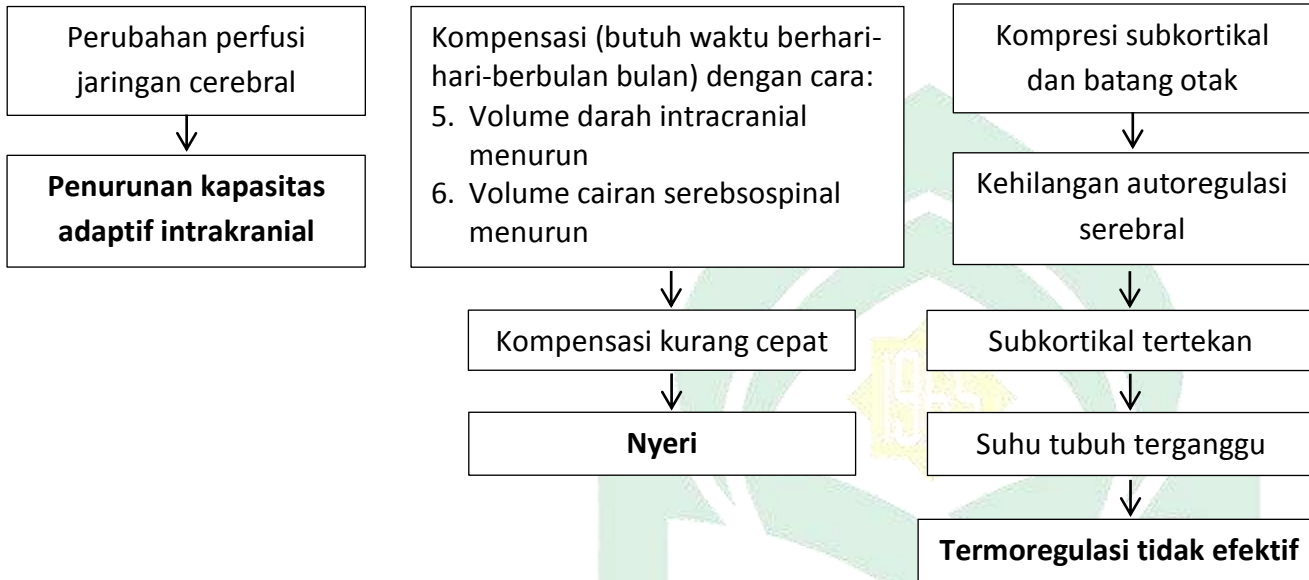 Perubahan perfusi
jaringan cerebral
Penurunan kapasitas
adaptif intrakranial
Kompensasi (butuh waktu berhari-
hari-berbulan bulan) dengan cara:
5. Volume darah intracranial
menurun
6. Volume cairan serebsospinal
menurun
Kompensasi kurang cepat
Nyeri
Kompresi subkortikal
dan batang otak
Kehilangan autoregulasi
serebral
Subkortikal tertekan
Suhu tubuh terganggu
Termoregulasi tidak efektif